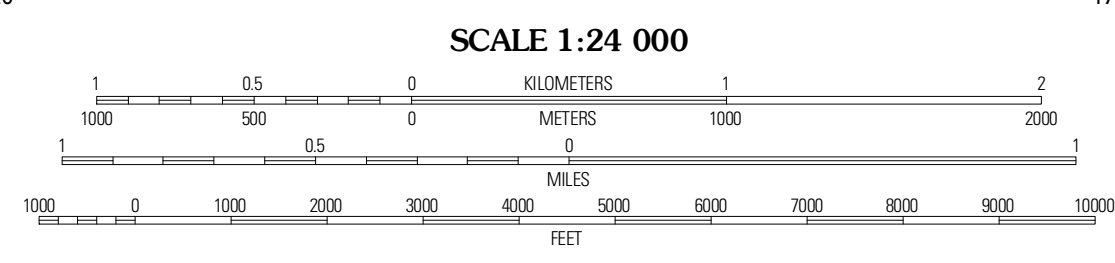 SCALE 1:24 000
1 0.5 0 KILOMETERS 1 2
1000 500 0 METERS 1000 2000
1 0.5 0 1
MILES
1000 0 1000 2000 3000 4000 5000 6000 7000 8000 9000 10000
FEET